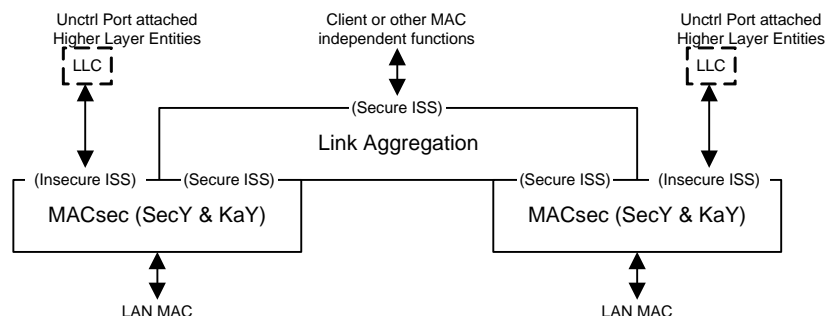 Unctrl Port attached
Higher Layer Entities
LLC
Client or other MAC
independent functions
Unctrl Port attached
Higher Layer Entities
LLC
(Secure ISS)
Link Aggregation
(Insecure ISS)
(Secure ISS)
(Secure ISS)
(Insecure ISS)
MACsec (SecY & KaY)
MACsec (SecY & KaY)
LAN MAC
LAN MAC